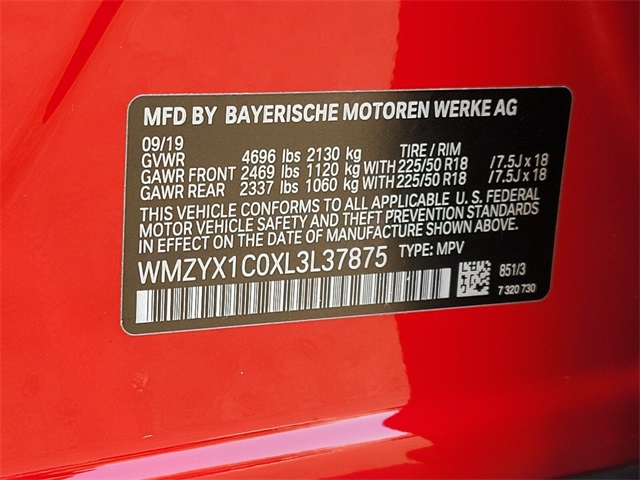 MFD BY BAYERISCHE MOTOREN WERKE AG
09/19 TIRE / RIM
GVWR 4696 lbs 2130 kg
GAWR FRONT 2469 lbs 1120 kg WITH 225/50 R18 /7.5J x 18
GAWR REAR 2337 lbs 1060 kg WITH 225/50 R18 /7.5J x 18
THIS VEHICLE CONFORMS TO ALL APPLICABLE U. S. FEDERAL
MOTOR VEHICLE SAFETY AND THEFT PREVENTION STANDARDS
IN EFFECT ON THE DATE OF MANUFACTURE SHOWN ABOVE.
WMZYX1C0XL3L37875 TYPE: MPV
851/3
7 320 730